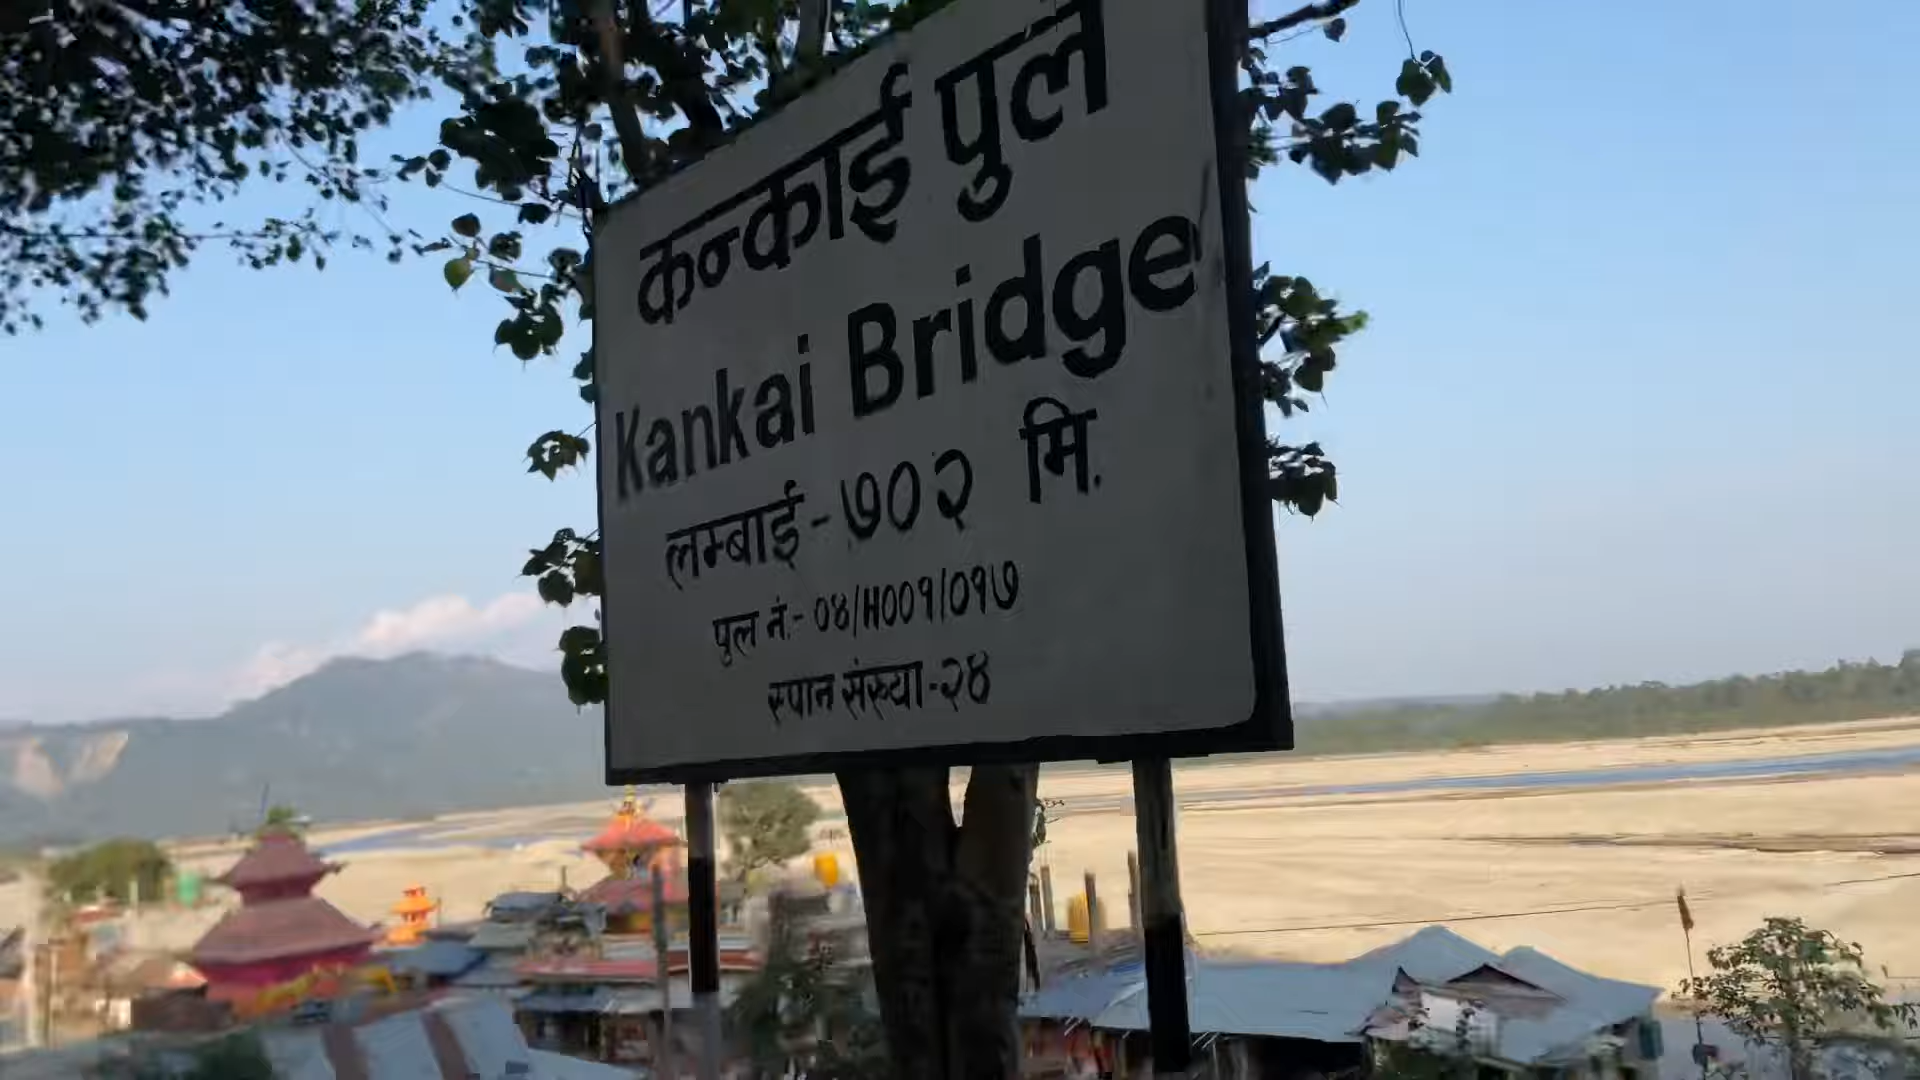 कन्काई पुल
Kankai Bridge
लम्बाई - ७०२ मि.
पुल नं.- ०४/H००१/०१७
स्पान संख्या-२४